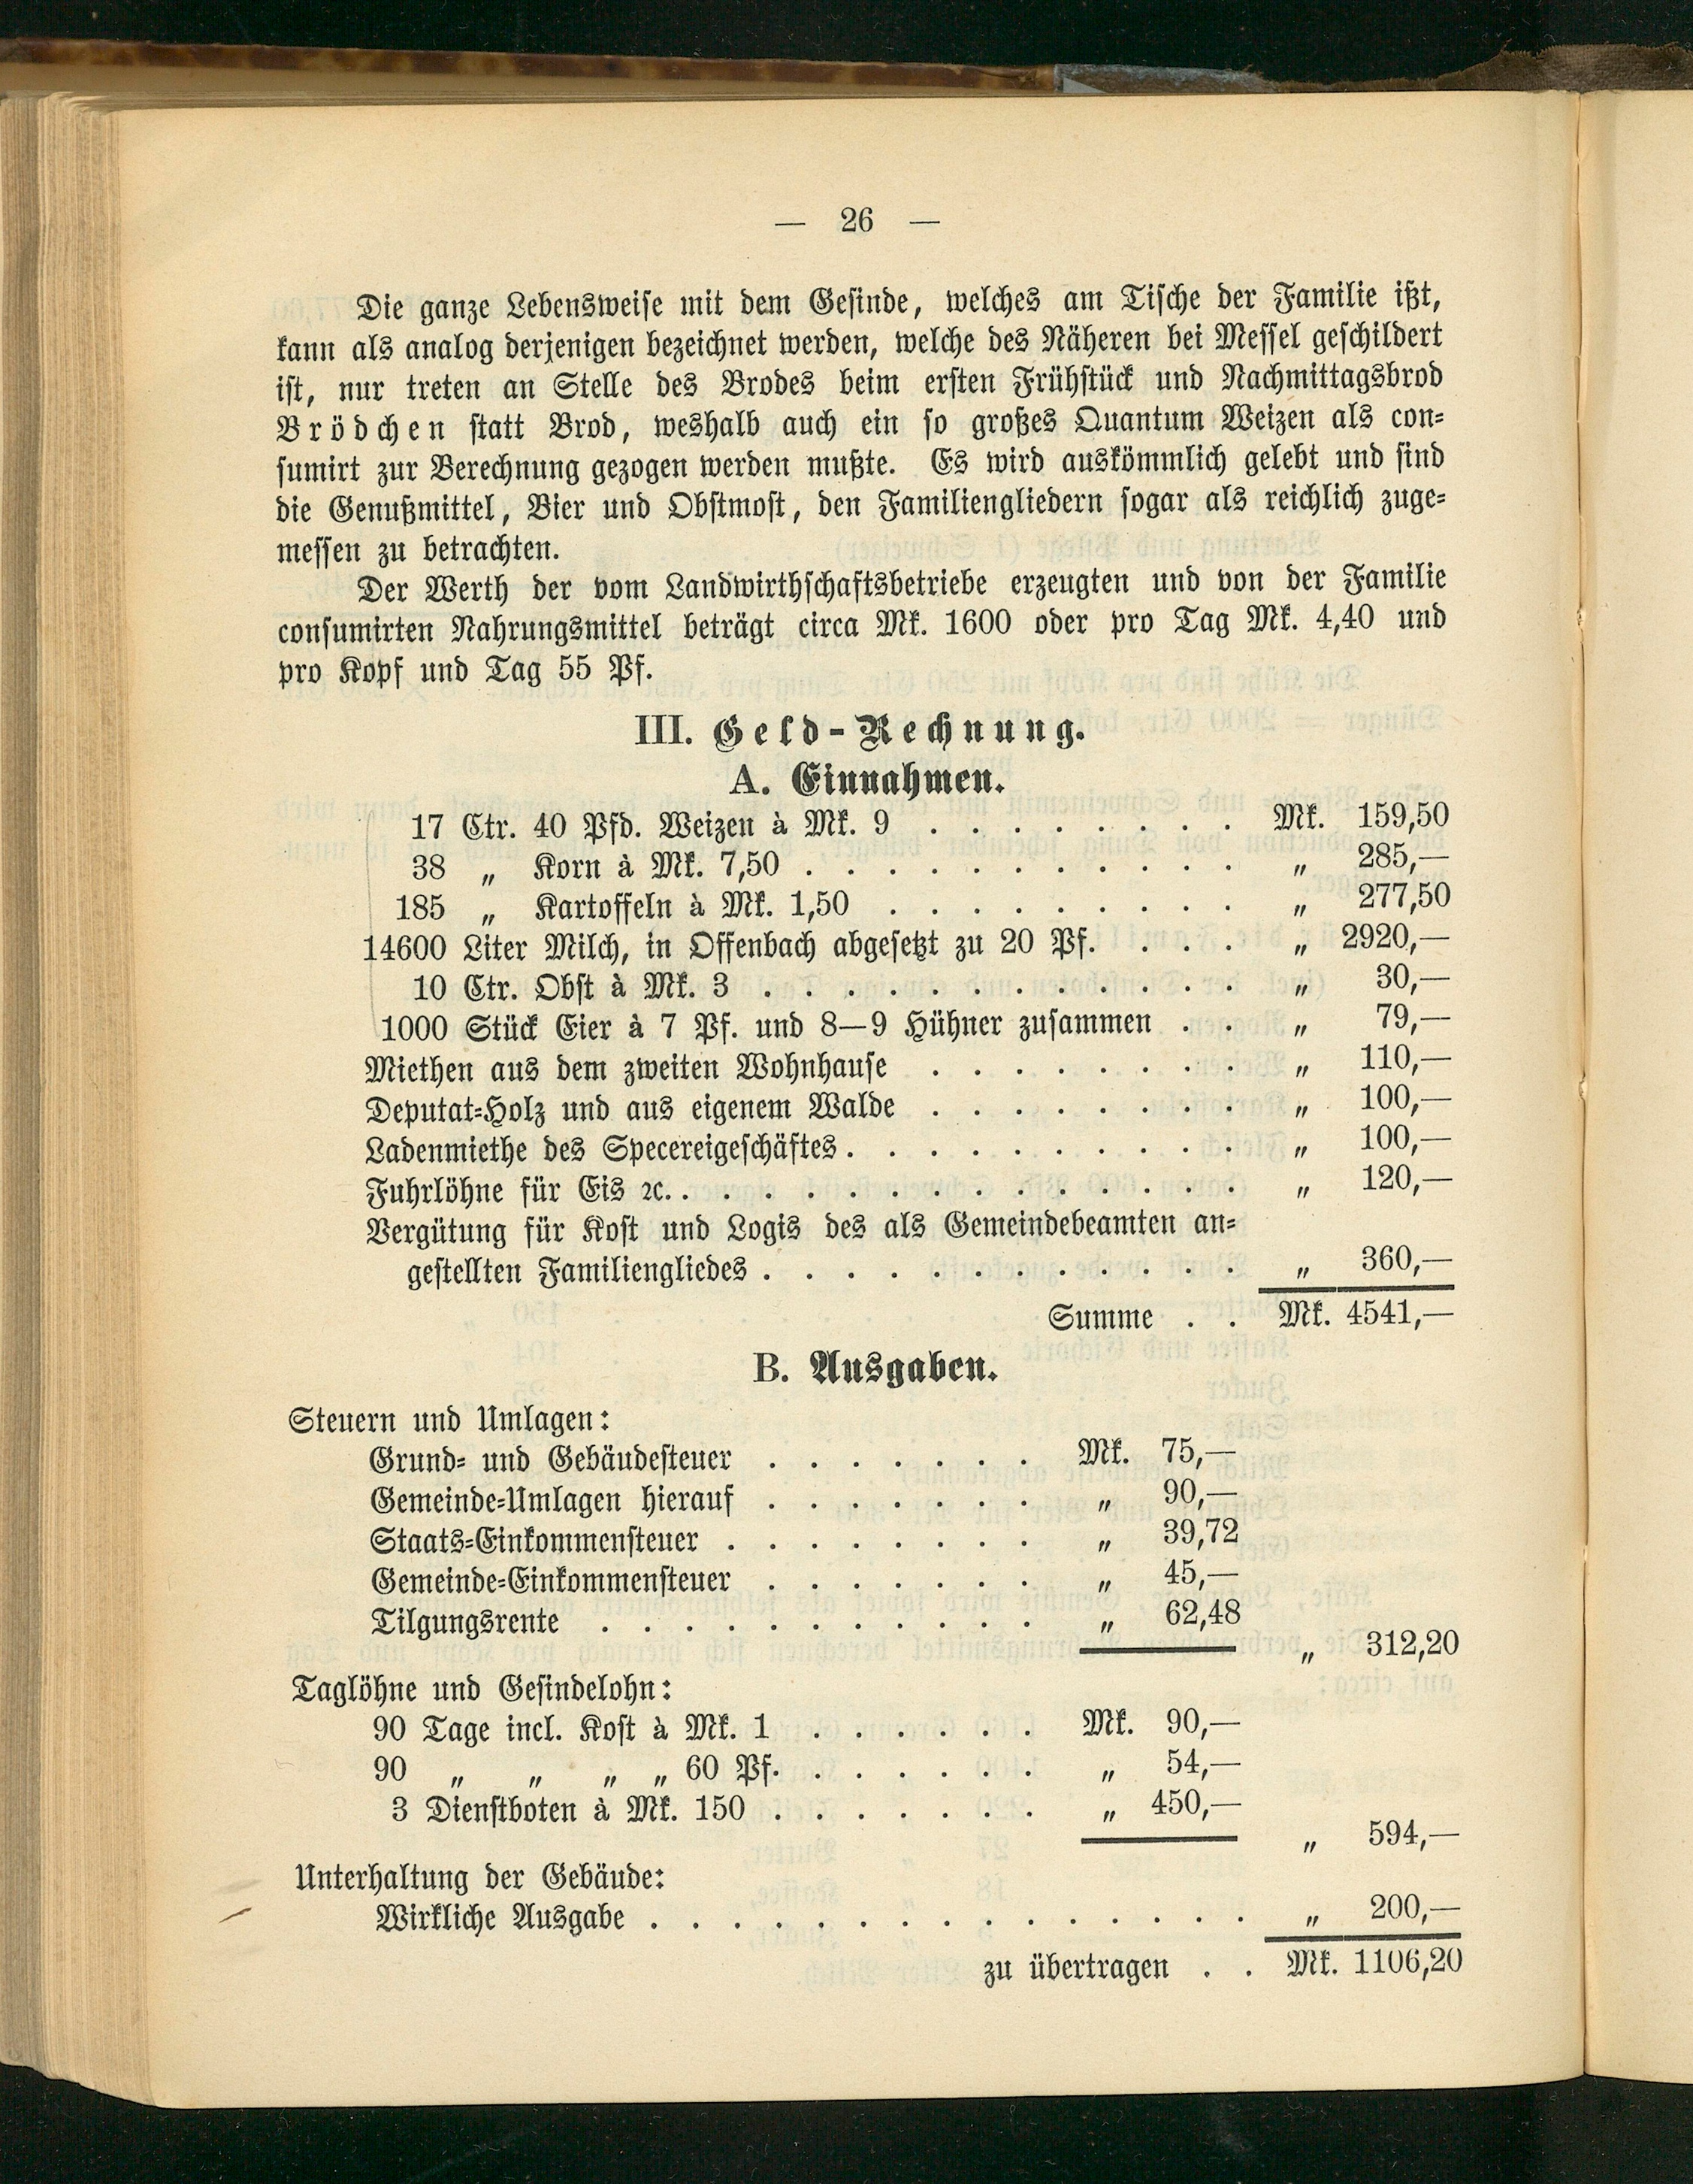 — 26 —
Die ganze Lebensweise mit dem Gesinde, welches am Tische der Familie ißt,
kann als analog derjenigen bezeichnet werden, welche des Näheren bei Messel geschildert
ist, nur treten an Stelle des Brodes beim ersten Frühstück und Nachmittagsbrod
Brödchen statt Brod, weshalb auch ein so großes Quantum Weizen als con-
sumirt zur Berechnung gezogen werden mußte. Es wird auskömmlich gelebt und sind
die Genußmittel, Bier und Obstmost, den Familiengliedern sogar als reichlich zuge-
messen zu betrachten.
Der Werth der vom Landwirthschaftsbetriebe erzeugten und von der Familie
consumirten Nahrungsmittel beträgt circa Mk. 1600 oder pro Tag Mk. 4,40 und
pro Kopf und Tag 55 Pf.
III. Geld-Rechnung.
A. Einnahmen.
17 Ctr. 40 Pfd. Weizen à Mk. 9 . . . . . . . . Mk. 159,50
38 „ Korn à Mk. 7,50 . . . . . . . . . . . „ 285,—
185 „ Kartoffeln à Mk. 1,50 . . . . . . . . . „ 277,50
14600 Liter Milch, in Offenbach abgesetzt zu 20 Pf. . . . „ 2920,—
10 Ctr. Obst à Mk. 3 . . . . . . . . . . . . „ 30,—
1000 Stück Eier à 7 Pf. und 8—9 Hühner zusammen . . „ 79,—
Miethen aus dem zweiten Wohnhause . . . . . . . . „ 110,—
Deputat-Holz und aus eigenem Walde . . . . . . . . „ 100,—
Ladenmiethe des Specereigeschäftes . . . . . . . . . . „ 100,—
Fuhrlöhne für Eis ꝛc. . . . . . . . . . . . . . . „ 120,—
Vergütung für Kost und Logis des als Gemeindebeamten an-
gestellten Familiengliedes . . . . . . . . . . . . „ 360,—
Summe . . Mk. 4541,—
B. Ausgaben.
Steuern und Umlagen:
Grund- und Gebäudesteuer . . . . . . . Mk. 75,—
Gemeinde-Umlagen hierauf . . . . . . . „ 90,—
Staats-Einkommensteuer . . . . . . . . „ 39,72
Gemeinde-Einkommensteuer . . . . . . . „ 45,—
Tilgungsrente . . . . . . . . . . . „ 62,48
„ 312,20
Taglöhne und Gesindelohn:
90 Tage incl. Kost à Mk. 1 . . . . . . Mk. 90,—
90 „ „ „ „ 60 Pf. . . . . . . „ 54,—
3 Dienstboten à Mk. 150 . . . . . . . „ 450,—
„ 594,—
Unterhaltung der Gebäude:
Wirkliche Ausgabe . . . . . . . . . . . . . . . „ 200,—
zu übertragen . . Mk. 1106,20